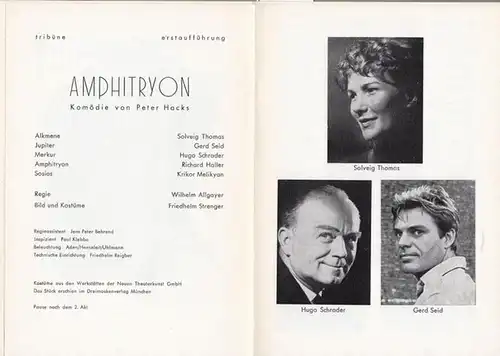 tribüne erstaufführung
AMPHITRYON
Komödie von Peter Hacks
Alkmene Solveig Thomas
Jupiter Gerd Seid
Merkur Hugo Schrader
Amphitryon Richard Haller
Sosias Krikor Melikyan
Regie Wilhelm Allgayer
Bild und Kostüme Friedhelm Strenger
Regieassistent Jens Peter Behrend
Inspizient Paul Klebba
Beleuchtung Aden/Hanseleit/Uhlmann
Technische Einrichtung Friedhelm Reigber
Kostüme aus den Werkstätten der Neuen Theaterkunst GmbH
Das Stück erschien im Dreimaskenverlag München
Pause nach dem 2. Akt
Solveig Thomas
Hugo Schrader Gerd Seid